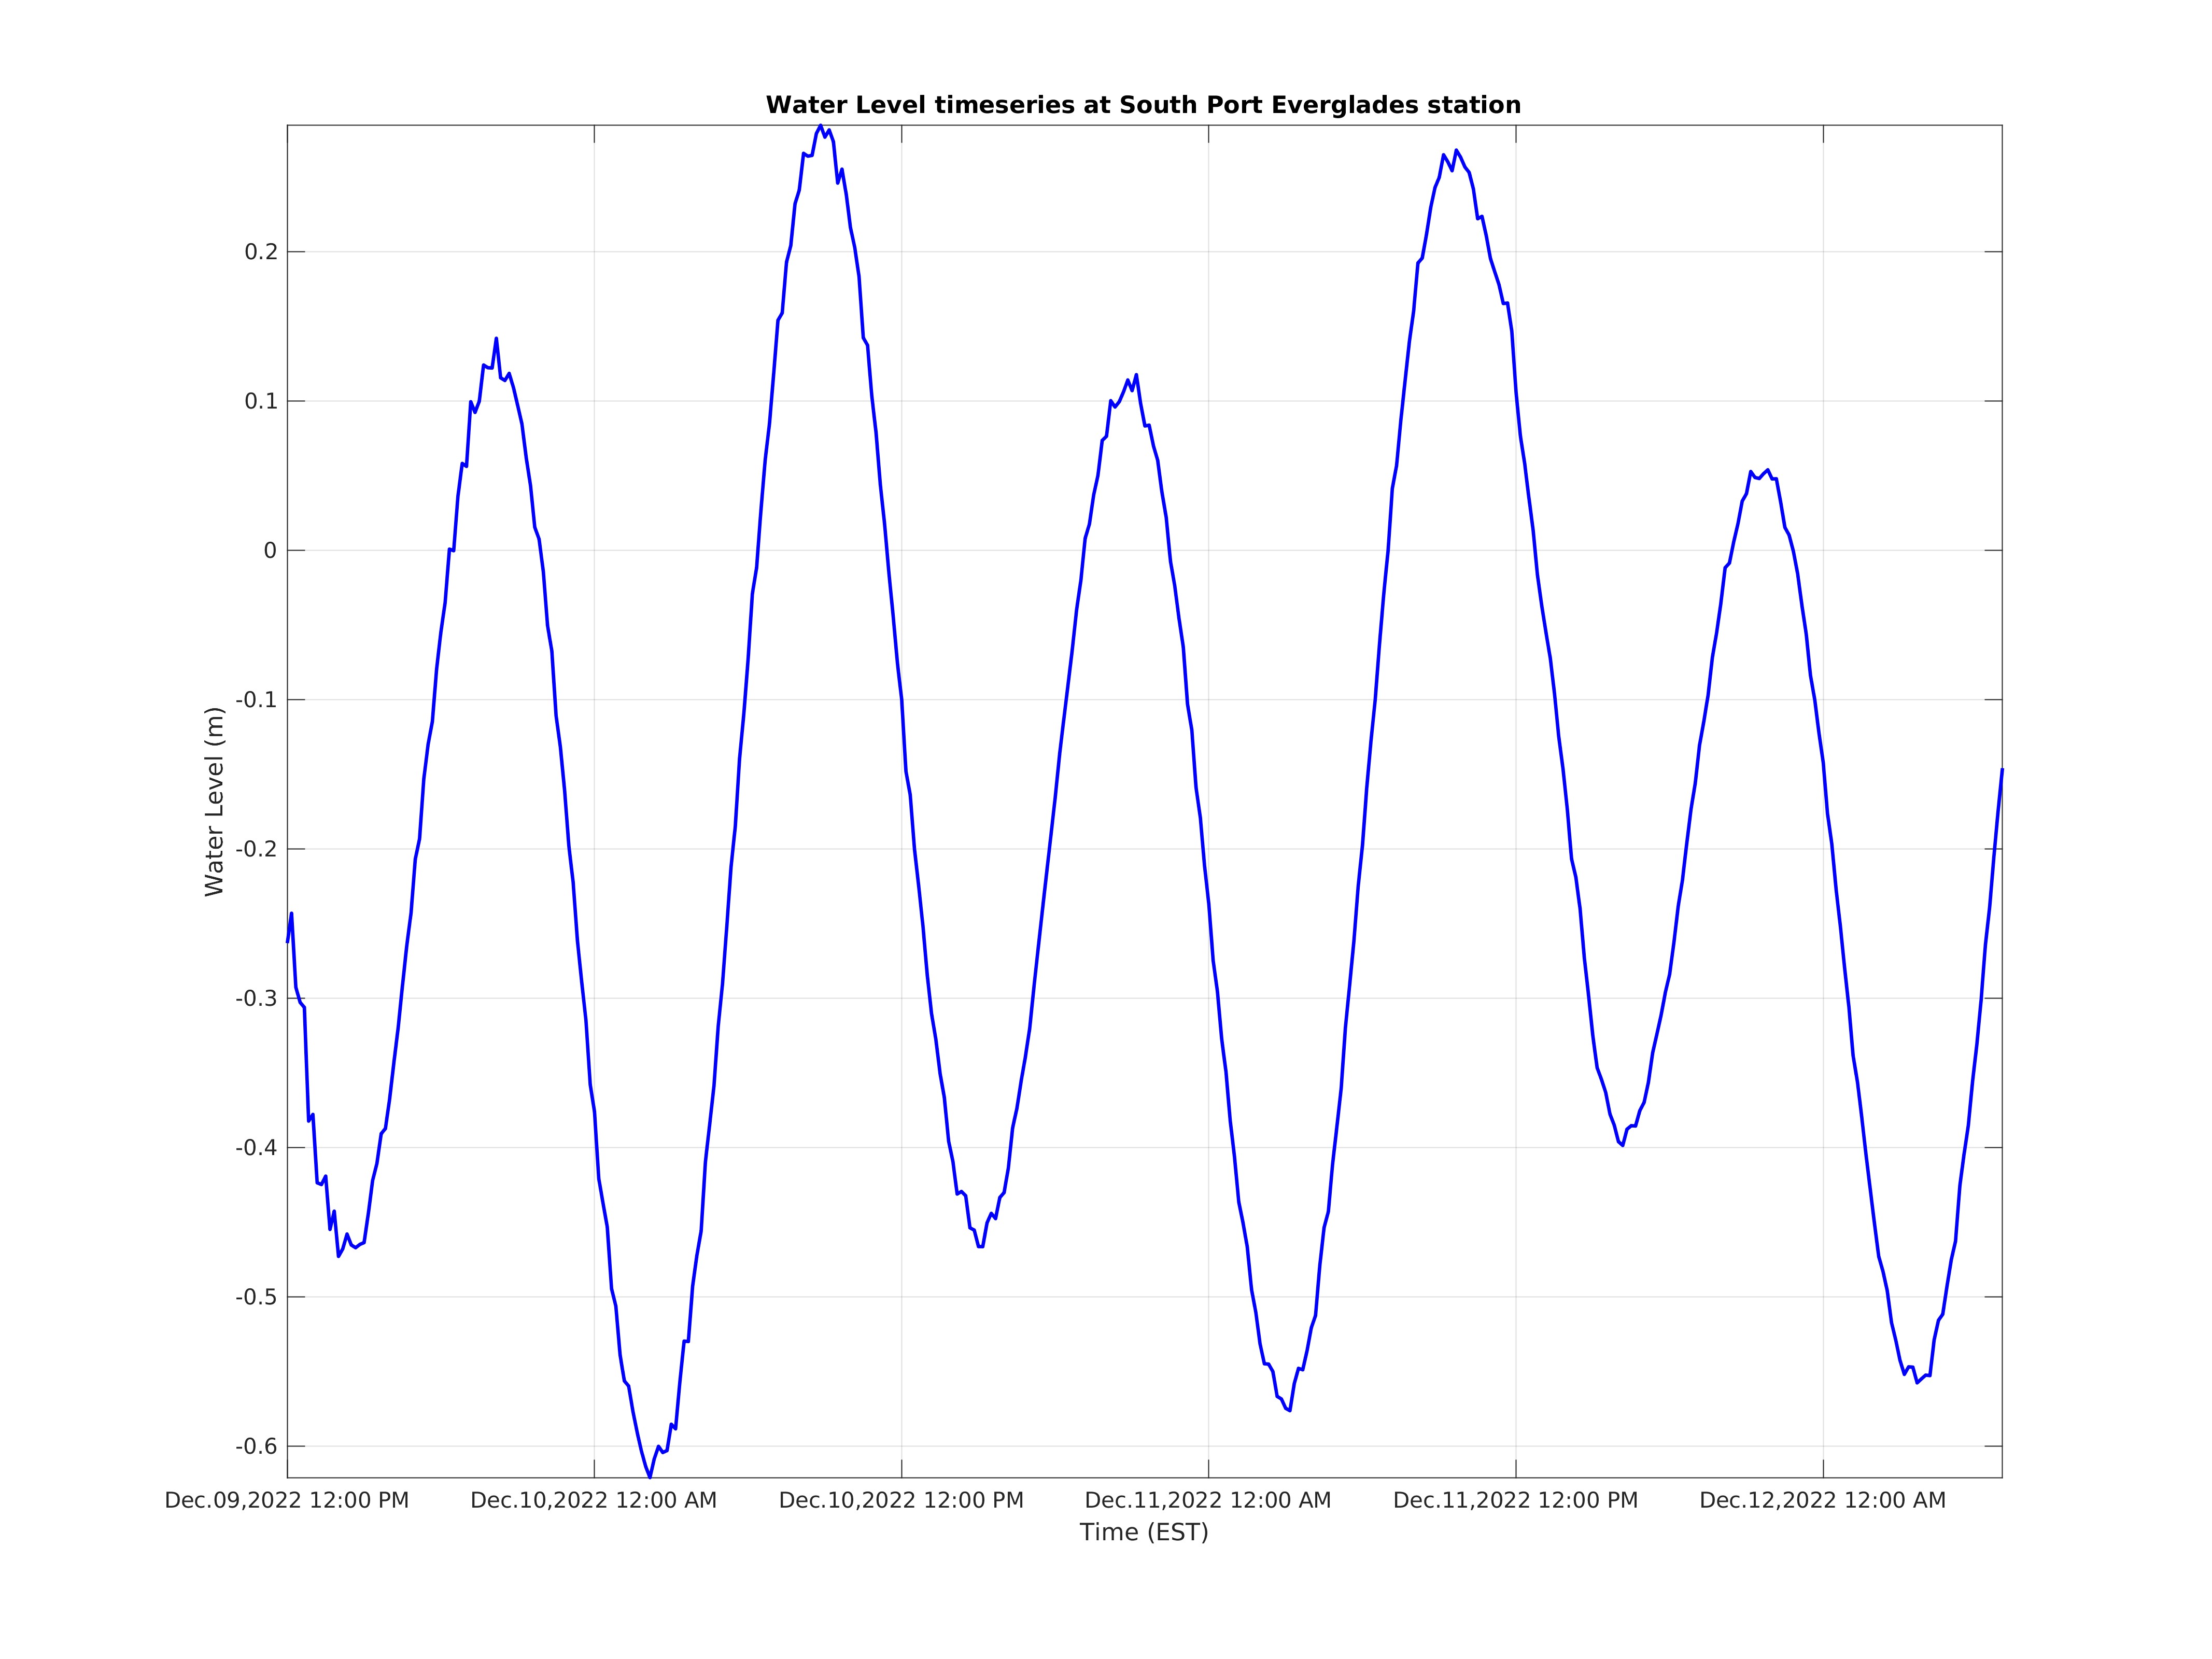 Water Level timeseries at South Port Everglades station
0.2
0.1
0
-0.1
-0.2
-0.3
-0.4
-0.5
-0.6
Water Level (m)
Dec.09,2022 12:00 PM Dec.10,2022 12:00 AM Dec.10,2022 12:00 PM Dec.11,2022 12:00 AM Dec.11,2022 12:00 PM Dec.12,2022 12:00 AM
Time (EST)